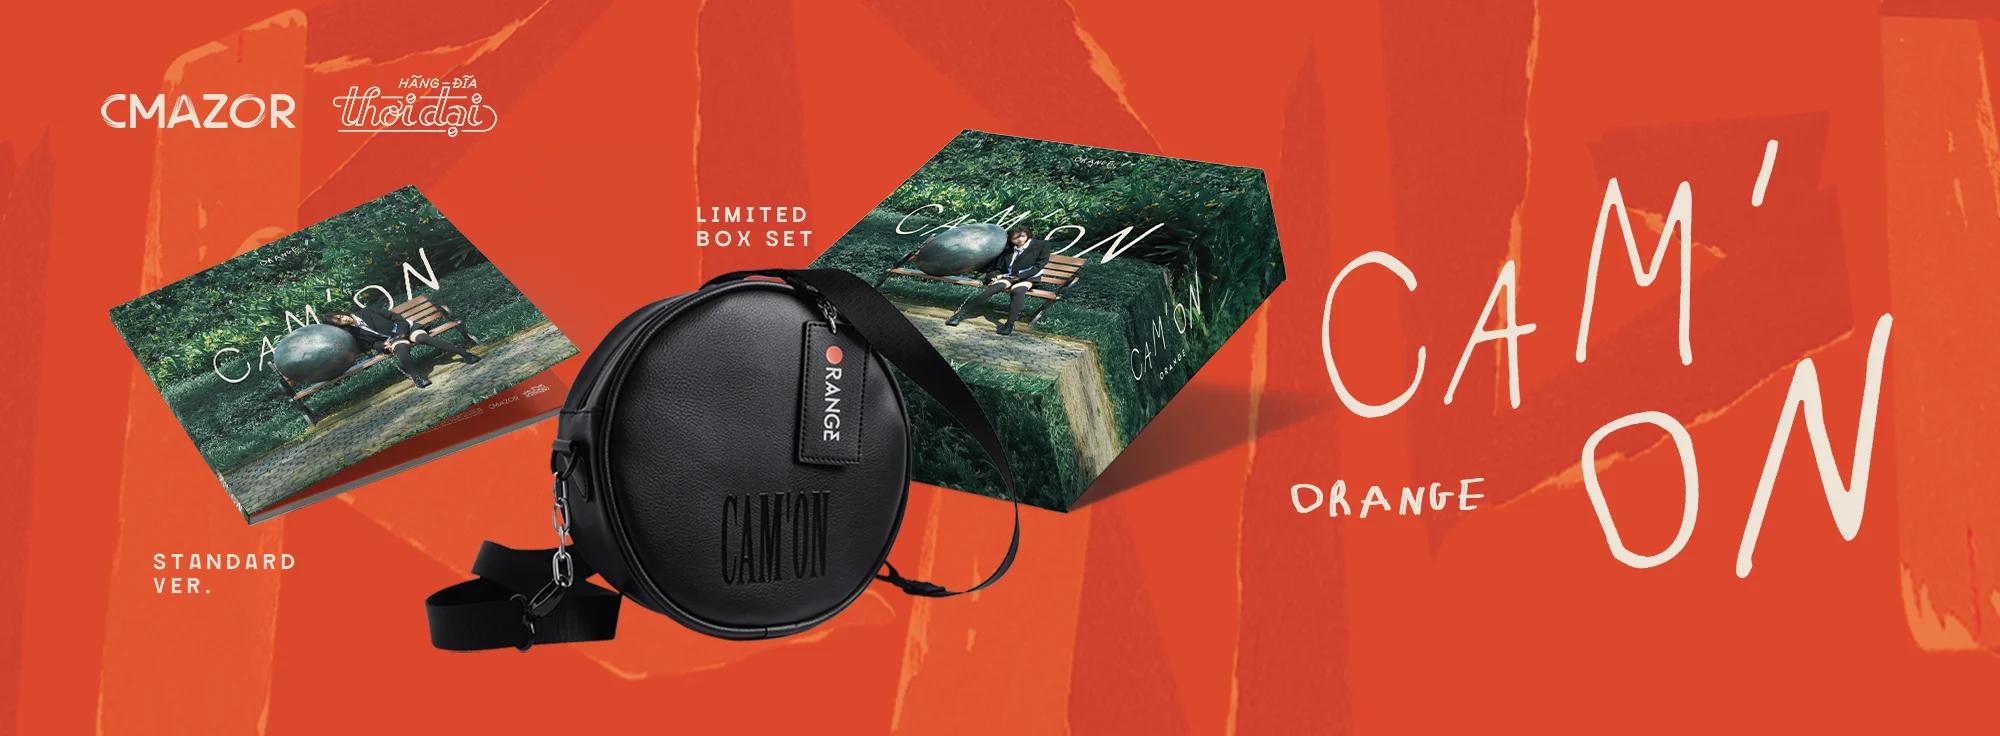 CMAZOR
HÃNG-ĐĨA
thời đại
LIMITED
BOX SET
STANDARD
VER.
ORANGE
CAM'ON
CMAZOR
ORANGE
CAM'ON
ORANGE
CAM'ON
CAM'ON
ORANGE
CAM'
ON
ORANGE